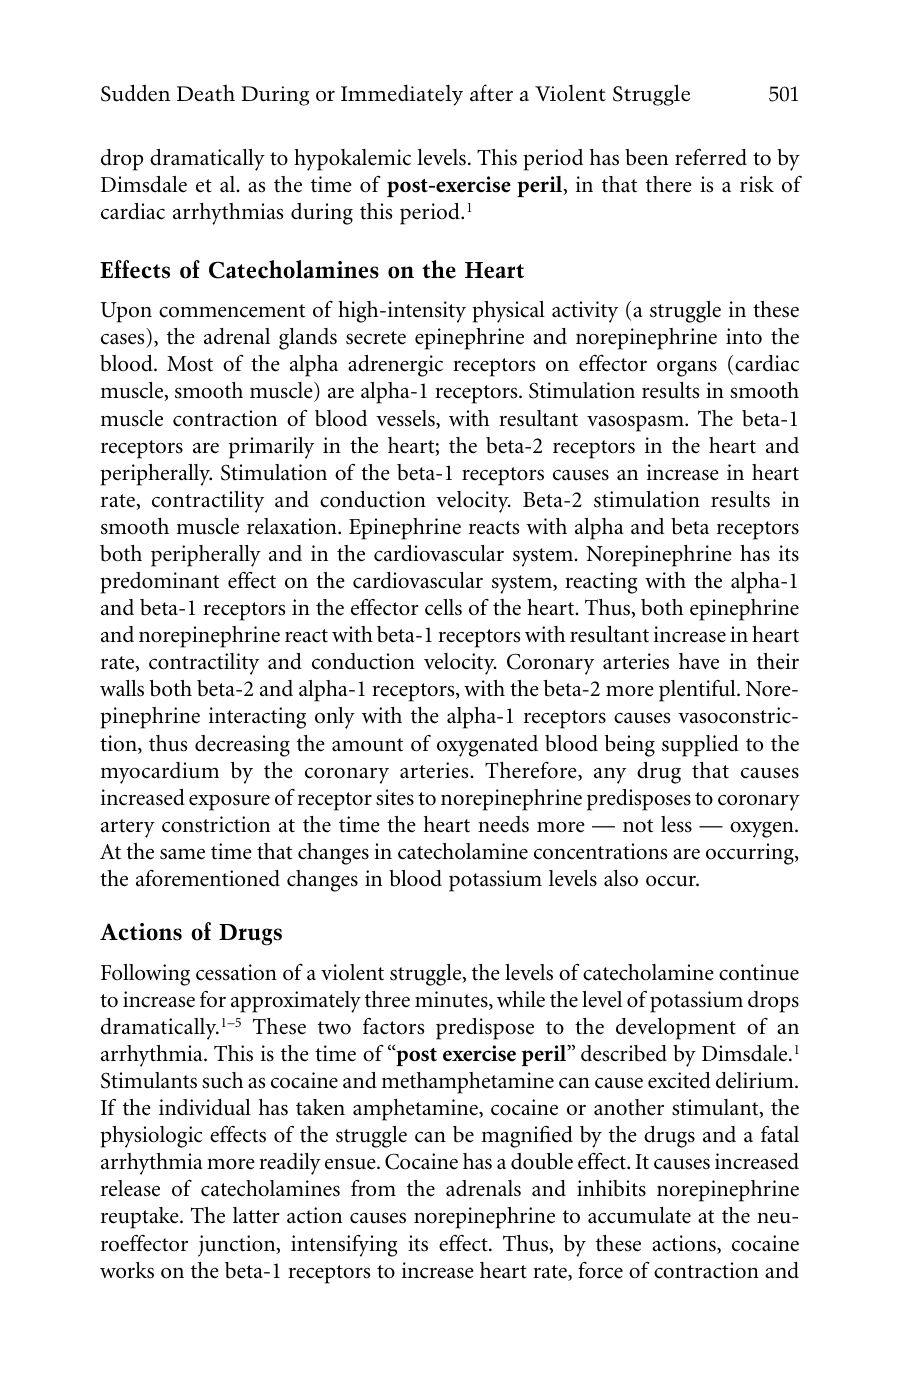 Sudden Death During or Immediately after a Violent Struggle 501
drop dramatically to hypokalemic levels. This period has been referred to by
Dimsdale et al. as the time of post-exercise peril, in that there is a risk of
cardiac arrhythmias during this period.1
Effects of Catecholamines on the Heart
Upon commencement of high-intensity physical activity (a struggle in these
cases), the adrenal glands secrete epinephrine and norepinephrine into the
blood. Most of the alpha adrenergic receptors on effector organs (cardiac
muscle, smooth muscle) are alpha-1 receptors. Stimulation results in smooth
muscle contraction of blood vessels, with resultant vasospasm. The beta-1
receptors are primarily in the heart; the beta-2 receptors in the heart and
peripherally. Stimulation of the beta-1 receptors causes an increase in heart
rate, contractility and conduction velocity. Beta-2 stimulation results in
smooth muscle relaxation. Epinephrine reacts with alpha and beta receptors
both peripherally and in the cardiovascular system. Norepinephrine has its
predominant effect on the cardiovascular system, reacting with the alpha-1
and beta-1 receptors in the effector cells of the heart. Thus, both epinephrine
and norepinephrine react with beta-1 receptors with resultant increase in heart
rate, contractility and conduction velocity. Coronary arteries have in their
walls both beta-2 and alpha-1 receptors, with the beta-2 more plentiful. Nore-
pinephrine interacting only with the alpha-1 receptors causes vasoconstric-
tion, thus decreasing the amount of oxygenated blood being supplied to the
myocardium by the coronary arteries. Therefore, any drug that causes
increased exposure of receptor sites to norepinephrine predisposes to coronary
artery constriction at the time the heart needs more — not less — oxygen.
At the same time that changes in catecholamine concentrations are occurring,
the aforementioned changes in blood potassium levels also occur.
Actions of Drugs
Following cessation of a violent struggle, the levels of catecholamine continue
to increase for approximately three minutes, while the level of potassium drops
dramatically.1–5 These two factors predispose to the development of an
arrhythmia. This is the time of “post exercise peril” described by Dimsdale.1
Stimulants such as cocaine and methamphetamine can cause excited delirium.
If the individual has taken amphetamine, cocaine or another stimulant, the
physiologic effects of the struggle can be magnified by the drugs and a fatal
arrhythmia more readily ensue. Cocaine has a double effect. It causes increased
release of catecholamines from the adrenals and inhibits norepinephrine
reuptake. The latter action causes norepinephrine to accumulate at the neu-
roeffector junction, intensifying its effect. Thus, by these actions, cocaine
works on the beta-1 receptors to increase heart rate, force of contraction and